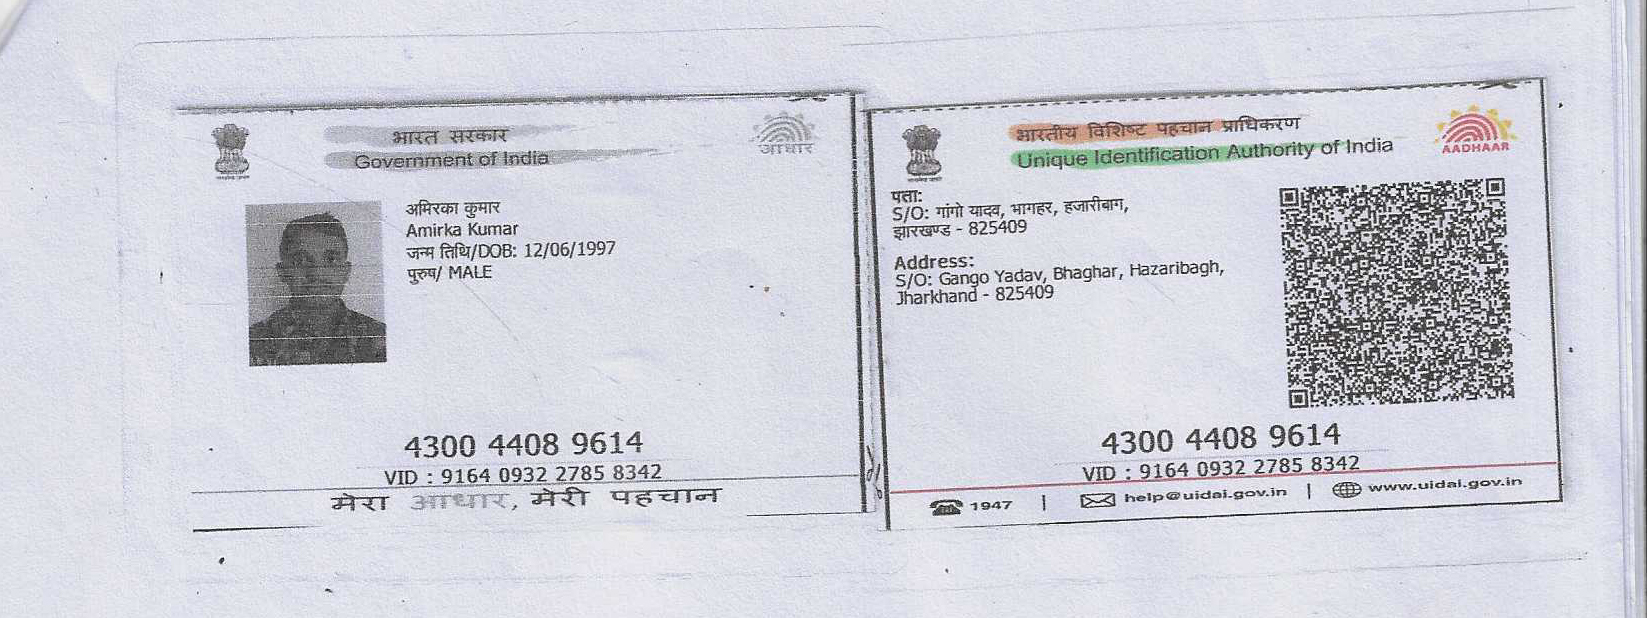 भारत सरकार
Government of India
आधार
अमिरका कुमार
Amirka Kumar
जन्म तिथि/DOB: 12/06/1997
पुरुष/ MALE
4300 4408 9614
VID : 9164 0932 2785 8342
मेरा आधार, मेरी पहचान
भारतीय विशिष्ट पहचान प्राधिकरण
Unique Identification Authority of India
AADHAAR
पता:
S/O: गांगो यादव, भागहर, हजारीबाग,
झारखण्ड - 825409
Address:
S/O: Gango Yadav, Bhaghar, Hazaribagh,
Jharkhand - 825409
4300 4408 9614
VID : 9164 0932 2785 8342
1947 | help@uidai.gov.in | www.uidai.gov.in